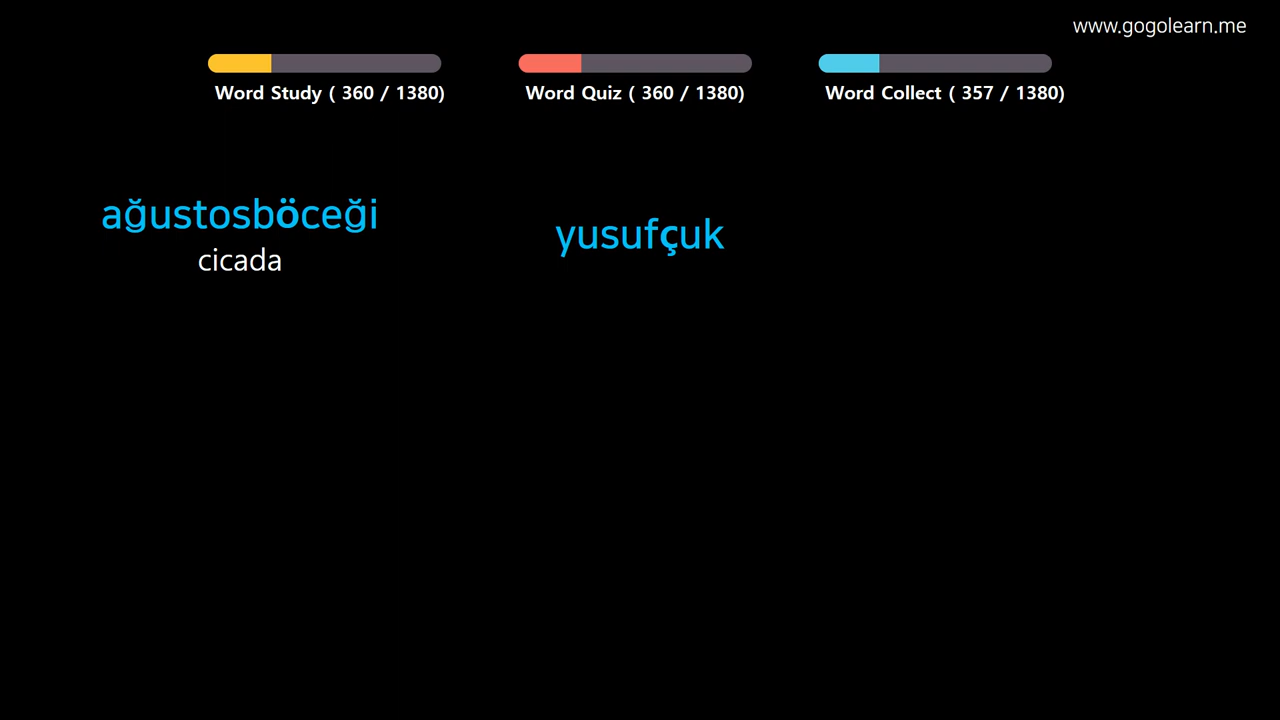 www.gogolearn.me
Word Study ( 360 / 1380)
Word Quiz ( 360 / 1380)
Word Collect ( 357 / 1380)
ağustosböceği
cicada
yusufçuk